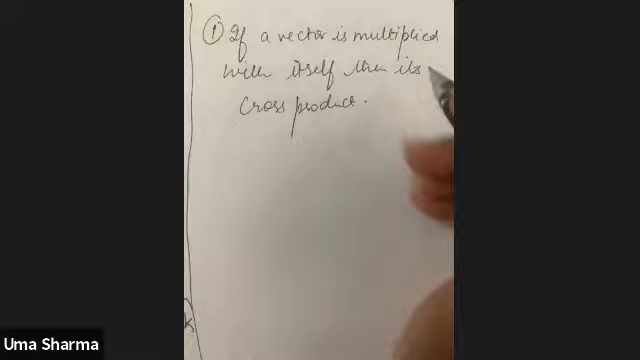 ① If a vector is multiplied
with itself then its
Cross product.
Uma Sharma